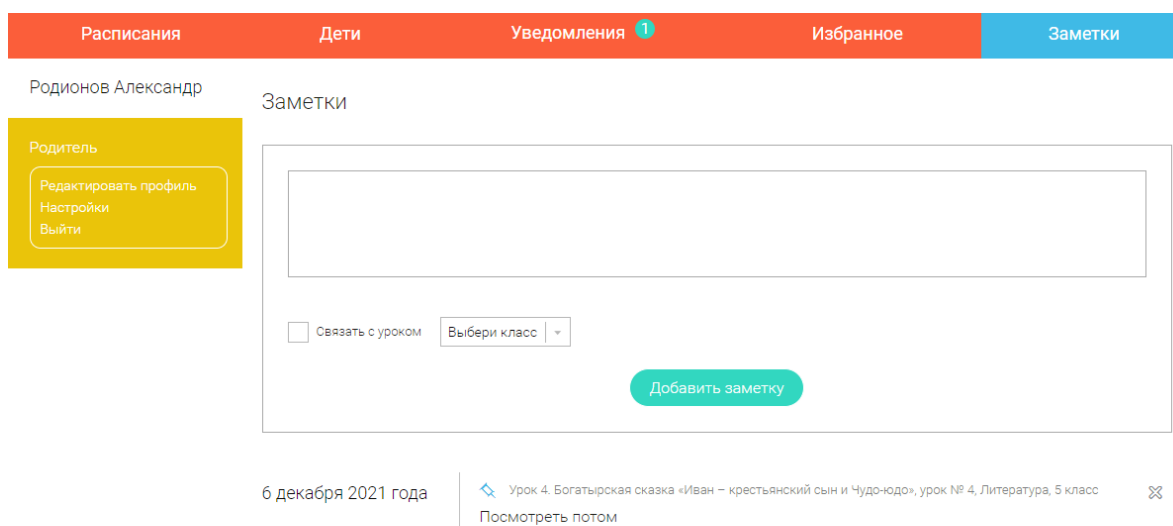 Расписания Дети Уведомления 1 Избранное Заметки
Родионов Александр
Заметки
Родитель
Редактировать профиль
Настройки
Выйти
Связать с уроком Выбери класс
Добавить заметку
6 декабря 2021 года
Урок 4. Богатырская сказка «Иван – крестьянский сын и Чудо-юдо», урок № 4, Литература, 5 класс
Посмотреть потом